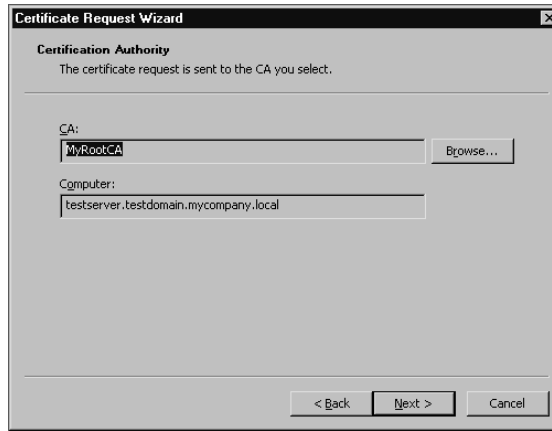 Certificate Request Wizard
Certification Authority
The certificate request is sent to the CA you select.
CA:
MyRootCA
Browse...
Computer:
testserver.testdomain.mycompany.local
< Back
Next >
Cancel